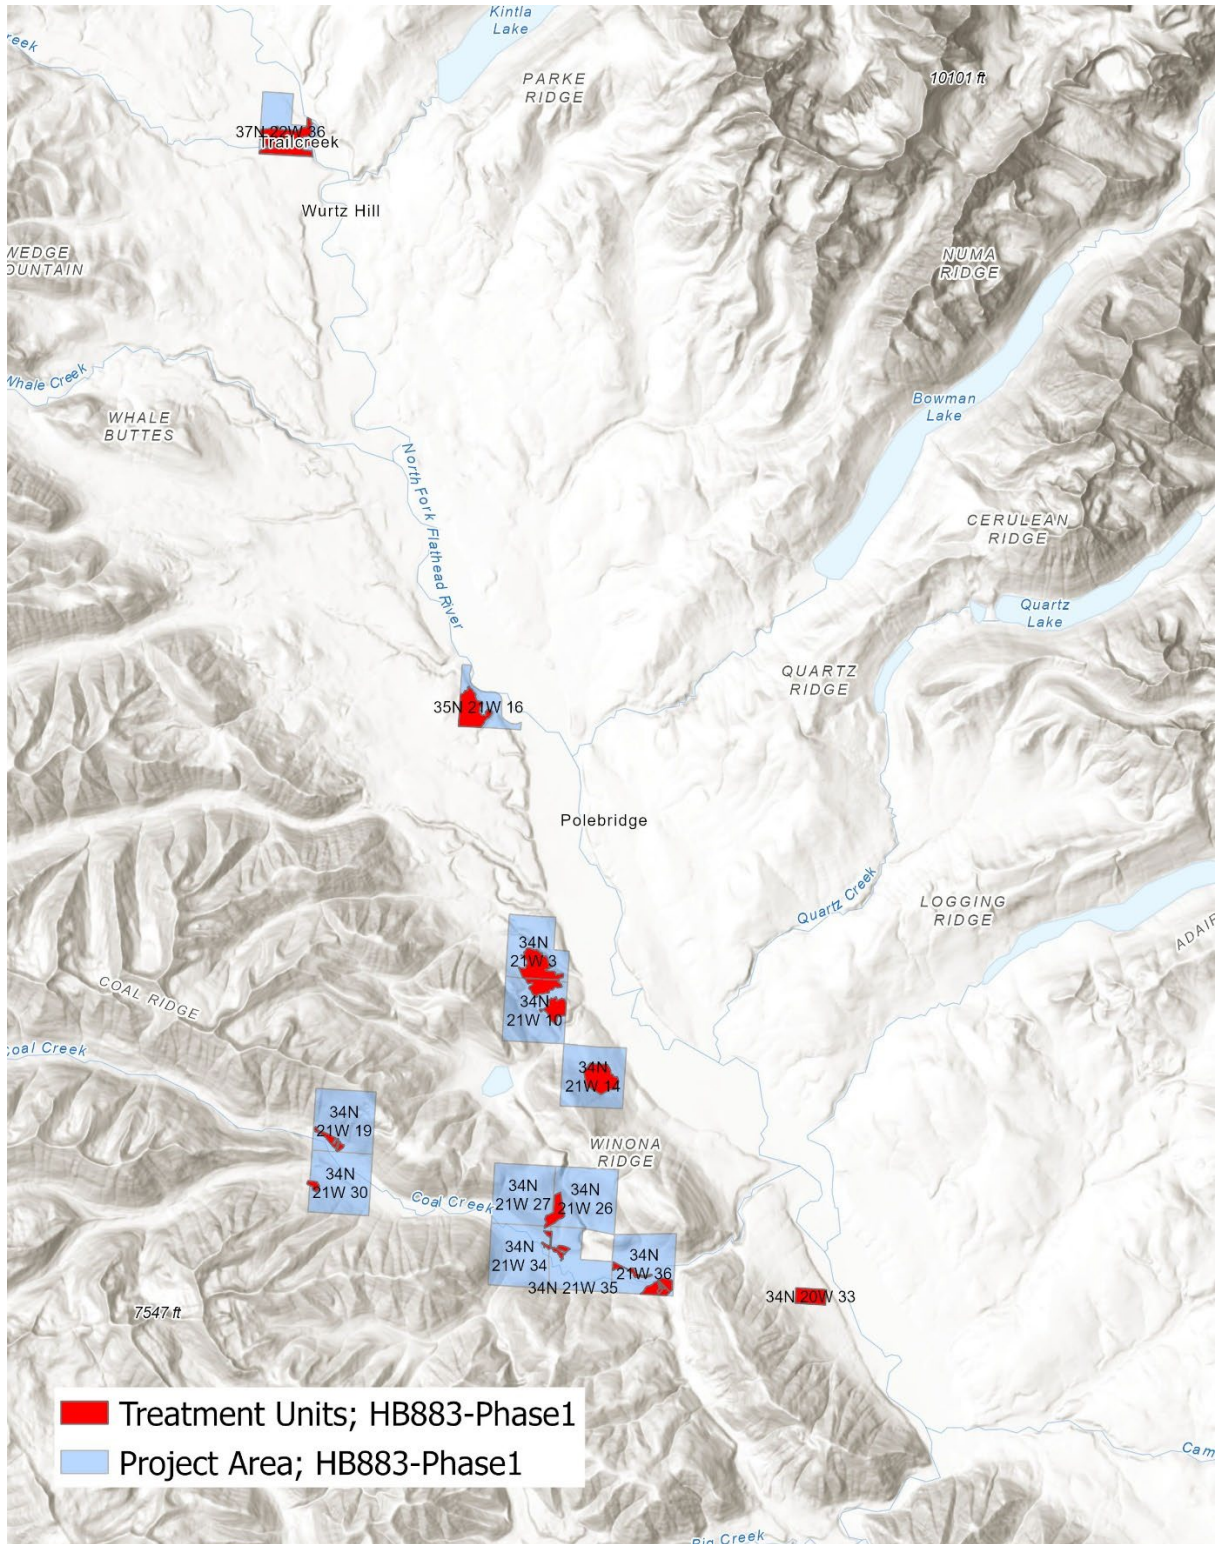 Kintla
Lake
PARKE
RIDGE
10101 ft
reek
37N 22W 36
Trailcreek
Wurtz Hill
WEDGE
OUNTAIN
NUMA
RIDGE
Whale Creek
Bowman
Lake
WHALE
BUTTES
North Fork Flathead River
CERULEAN
RIDGE
Quartz
Lake
QUARTZ
RIDGE
35N 21W 16
Polebridge
Quartz Creek
LOGGING
RIDGE
ADAIR
34N
21W 3
COAL RIDGE
34N
21W 10
Coal Creek
34N
21W 14
34N
21W 19
WINONA
RIDGE
34N
21W 30
Coal Creek
34N
21W 27
34N
21W 26
34N
21W 34
34N
21W 36
34N 21W 35
34N 20W 33
7547 ft
Treatment Units; HB883-Phase1
Project Area; HB883-Phase1
Cam
Big Creek